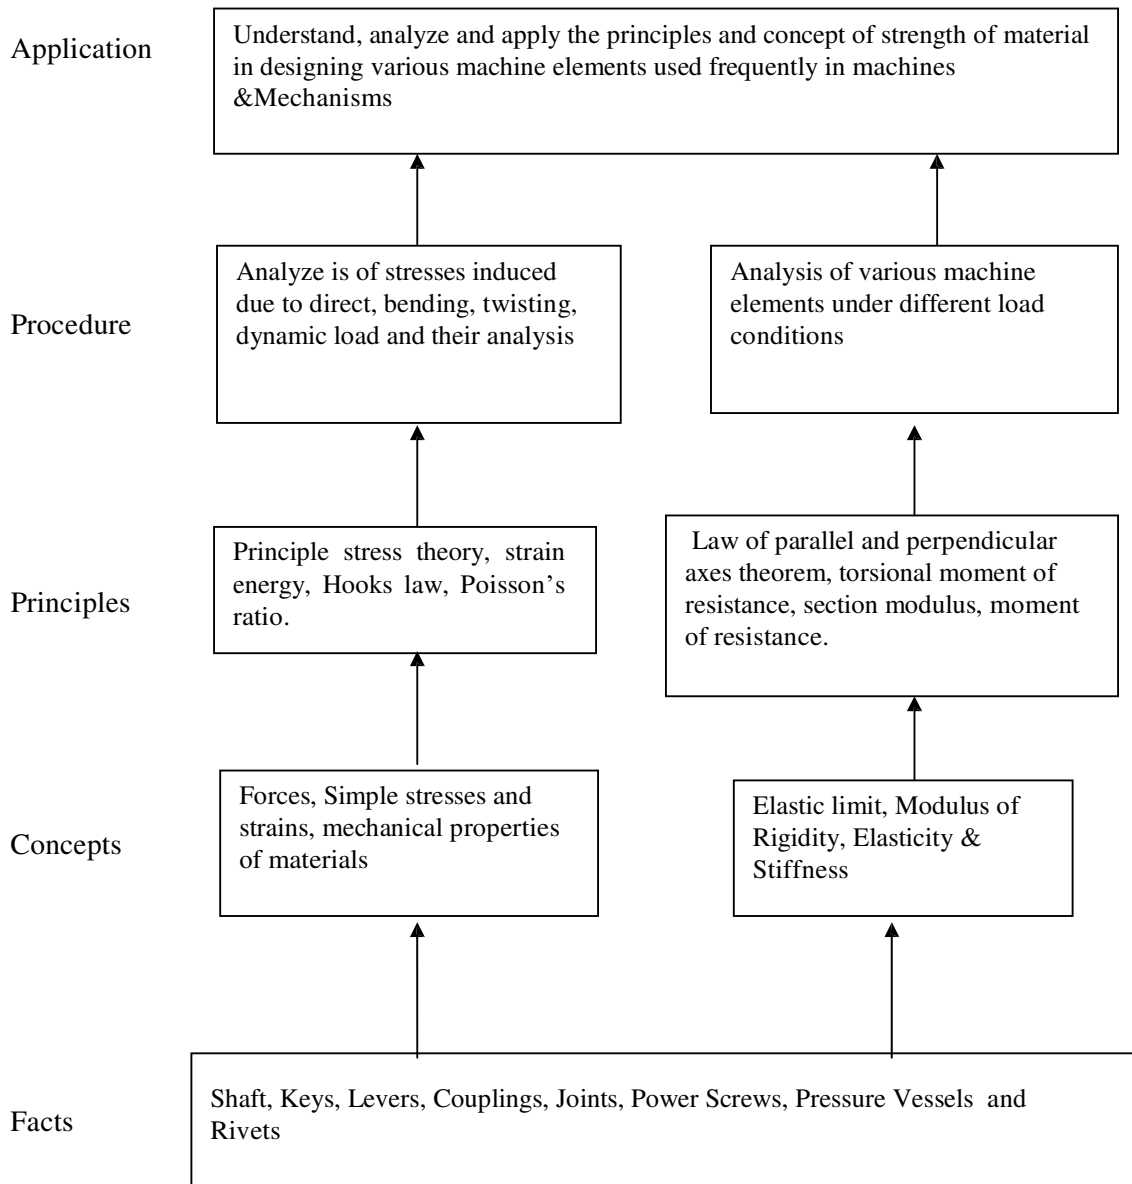 Application
Understand, analyze and apply the principles and concept of strength of material
in designing various machine elements used frequently in machines
&Mechanisms
Procedure
Analyze is of stresses induced
due to direct, bending, twisting,
dynamic load and their analysis
Analysis of various machine
elements under different load
conditions
Principles
Principle stress theory, strain
energy, Hooks law, Poisson’s
ratio.
Law of parallel and perpendicular
axes theorem, torsional moment of
resistance, section modulus, moment
of resistance.
Concepts
Forces, Simple stresses and
strains, mechanical properties
of materials
Elastic limit, Modulus of
Rigidity, Elasticity &
Stiffness
Facts
Shaft, Keys, Levers, Couplings, Joints, Power Screws, Pressure Vessels and
Rivets